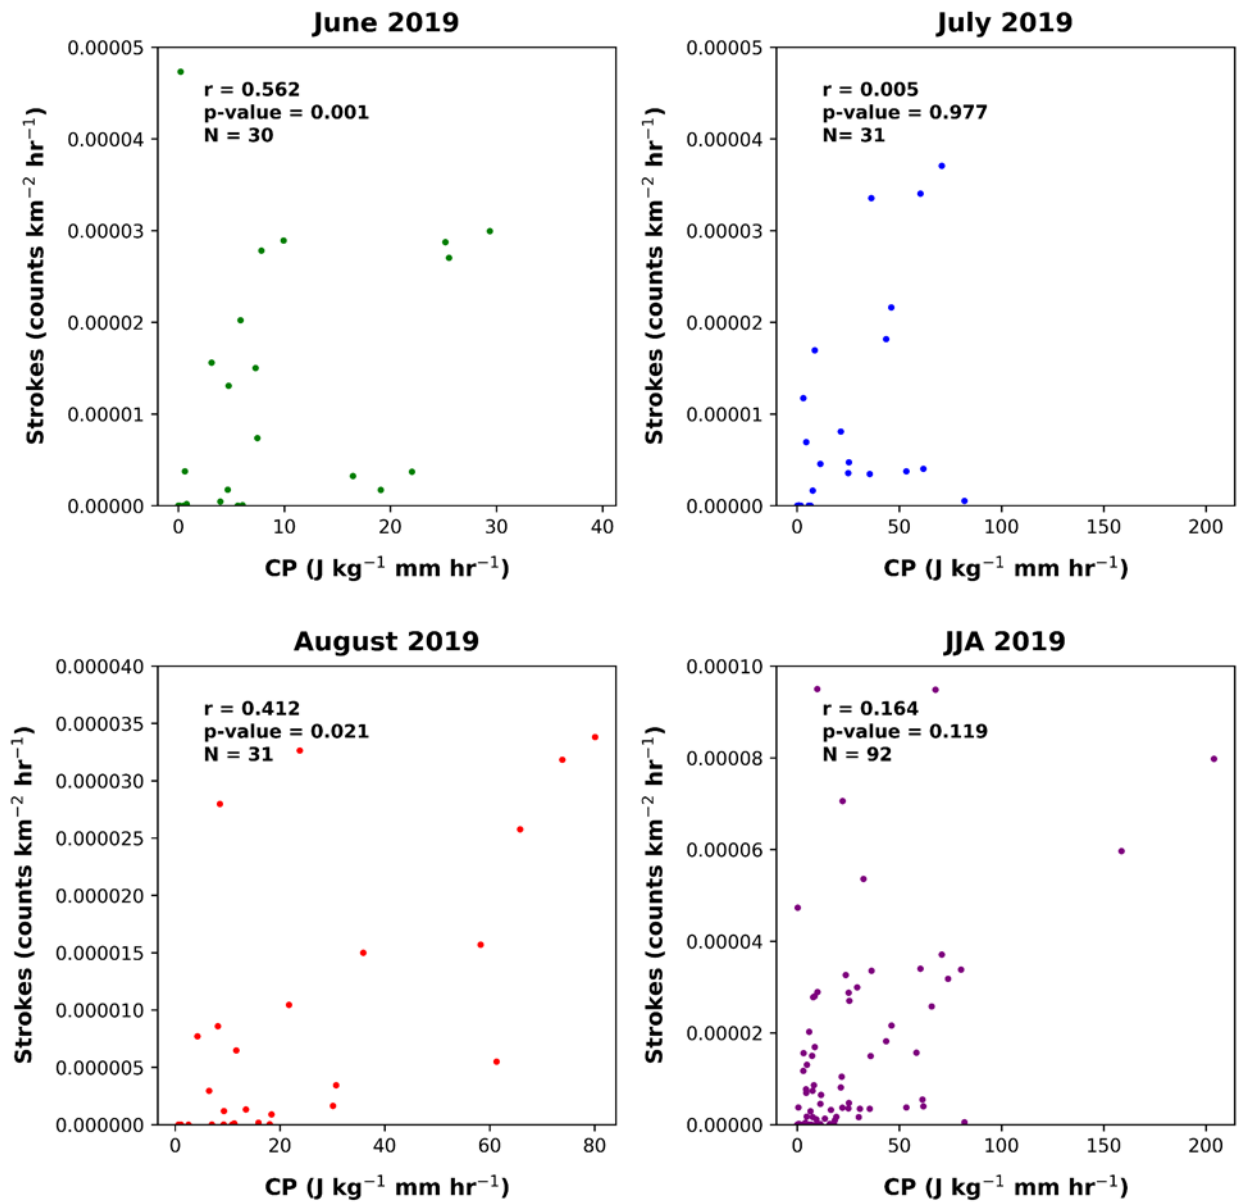 June 2019
0.00005
0.00004
0.00003
0.00002
0.00001
0.00000
Strokes (counts km⁻² hr⁻¹)
r = 0.562
p-value = 0.001
N = 30
0 10 20 30 40
CP (J kg⁻¹ mm hr⁻¹)
July 2019
0.00005
0.00004
0.00003
0.00002
0.00001
0.00000
Strokes (counts km⁻² hr⁻¹)
r = 0.005
p-value = 0.977
N= 31
0 50 100 150 200
CP (J kg⁻¹ mm hr⁻¹)
August 2019
0.000040
0.000035
0.000030
0.000025
0.000020
0.000015
0.000010
0.000005
0.000000
Strokes (counts km⁻² hr⁻¹)
r = 0.412
p-value = 0.021
N = 31
0 20 40 60 80
CP (J kg⁻¹ mm hr⁻¹)
JJA 2019
0.00010
0.00008
0.00006
0.00004
0.00002
0.00000
Strokes (counts km⁻² hr⁻¹)
r = 0.164
p-value = 0.119
N = 92
0 50 100 150 200
CP (J kg⁻¹ mm hr⁻¹)